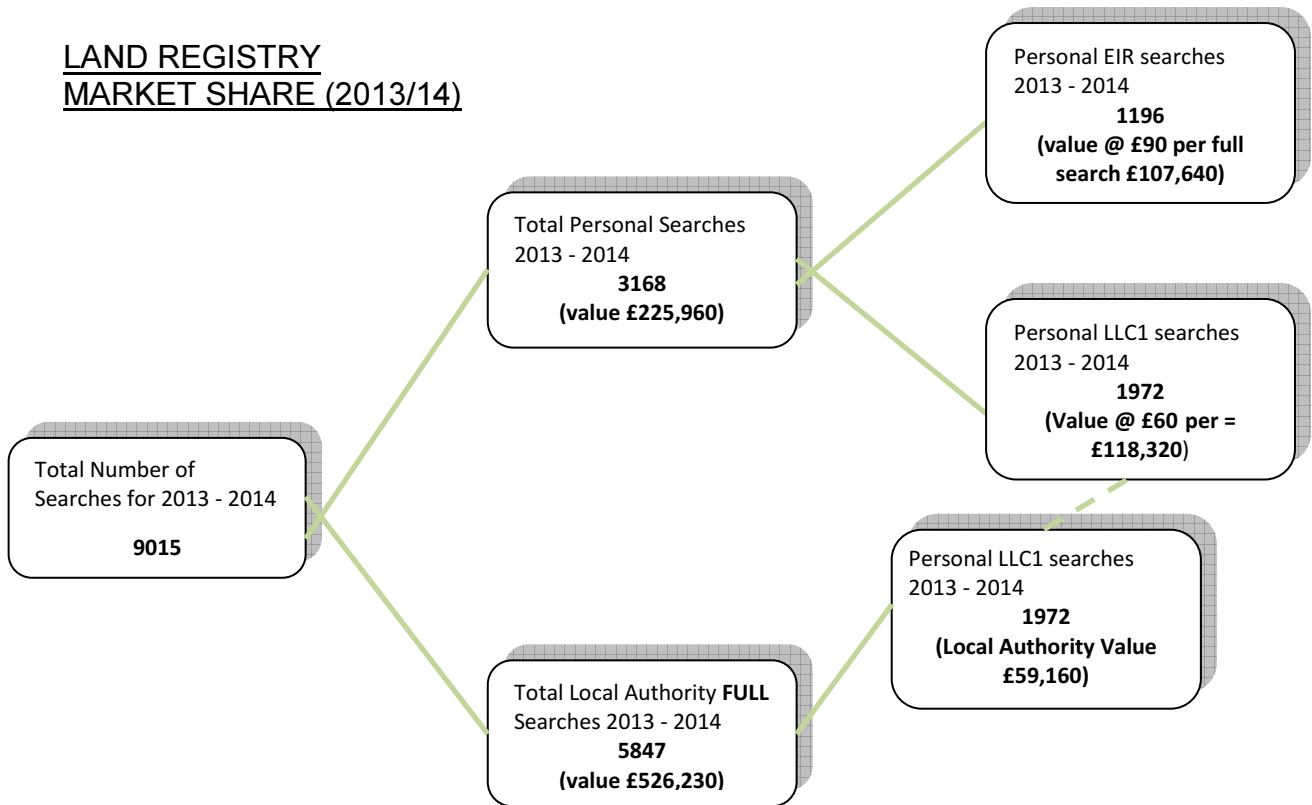 LAND REGISTRY
MARKET SHARE (2013/14)
Personal EIR searches
2013 - 2014
1196
(value @ £90 per full
search £107,640)
Total Personal Searches
2013 - 2014
3168
(value £225,960)
Personal LLC1 searches
2013 - 2014
1972
(Value @ £60 per =
£118,320)
Total Number of
Searches for 2013 - 2014
9015
Personal LLC1 searches
2013 - 2014
1972
(Local Authority Value
£59,160)
Total Local Authority FULL
Searches 2013 - 2014
5847
(value £526,230)